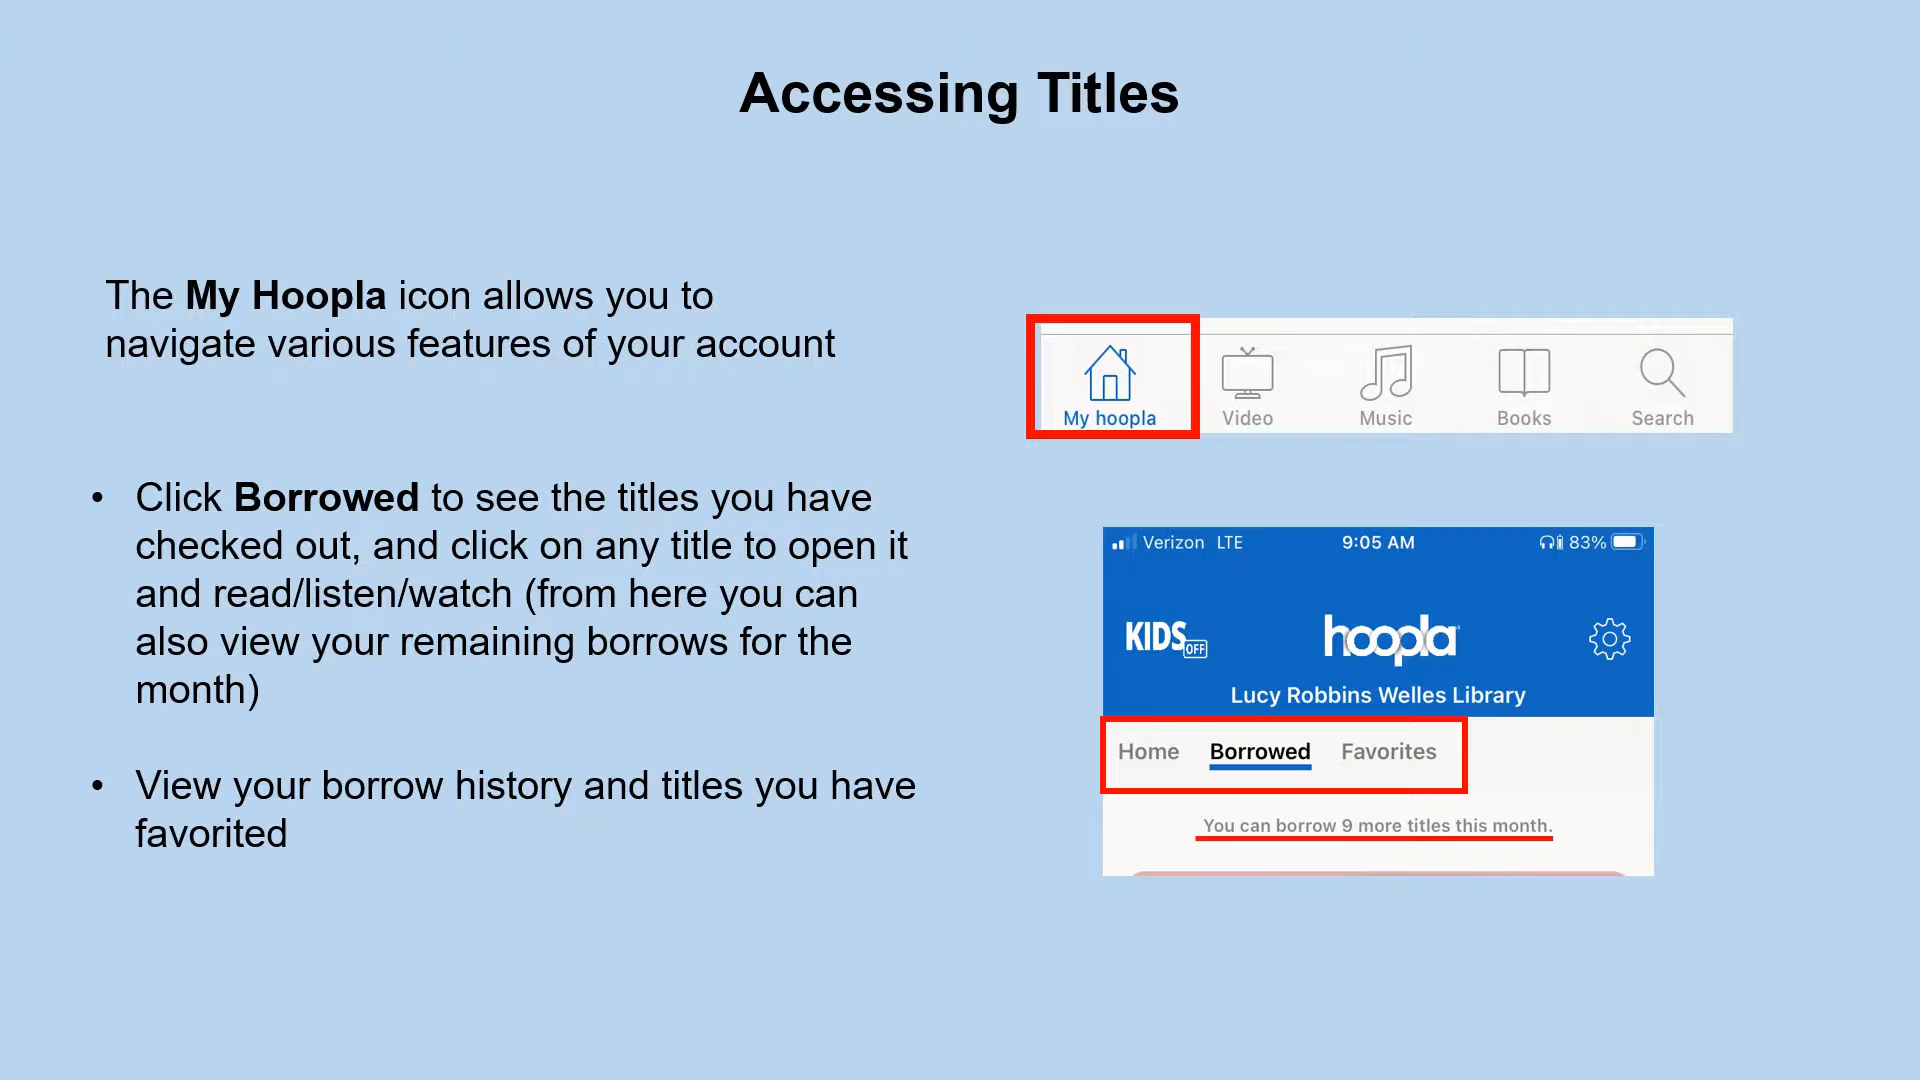 Accessing Titles
The My Hoopla icon allows you to
navigate various features of your account
• Click Borrowed to see the titles you have
checked out, and click on any title to open it
and read/listen/watch (from here you can
also view your remaining borrows for the
month)
• View your borrow history and titles you have
favorited
My hoopla Video Music Books Search
Verizon LTE 9:05 AM 83%
KIDS OFF hoopla
Lucy Robbins Welles Library
Home Borrowed Favorites
You can borrow 9 more titles this month.